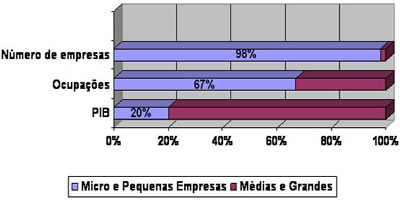 Número de empresas 98%
Ocupações 67%
PIB 20%
0% 20% 40% 60% 80% 100%
Micro e Pequenas Empresas Médias e Grandes